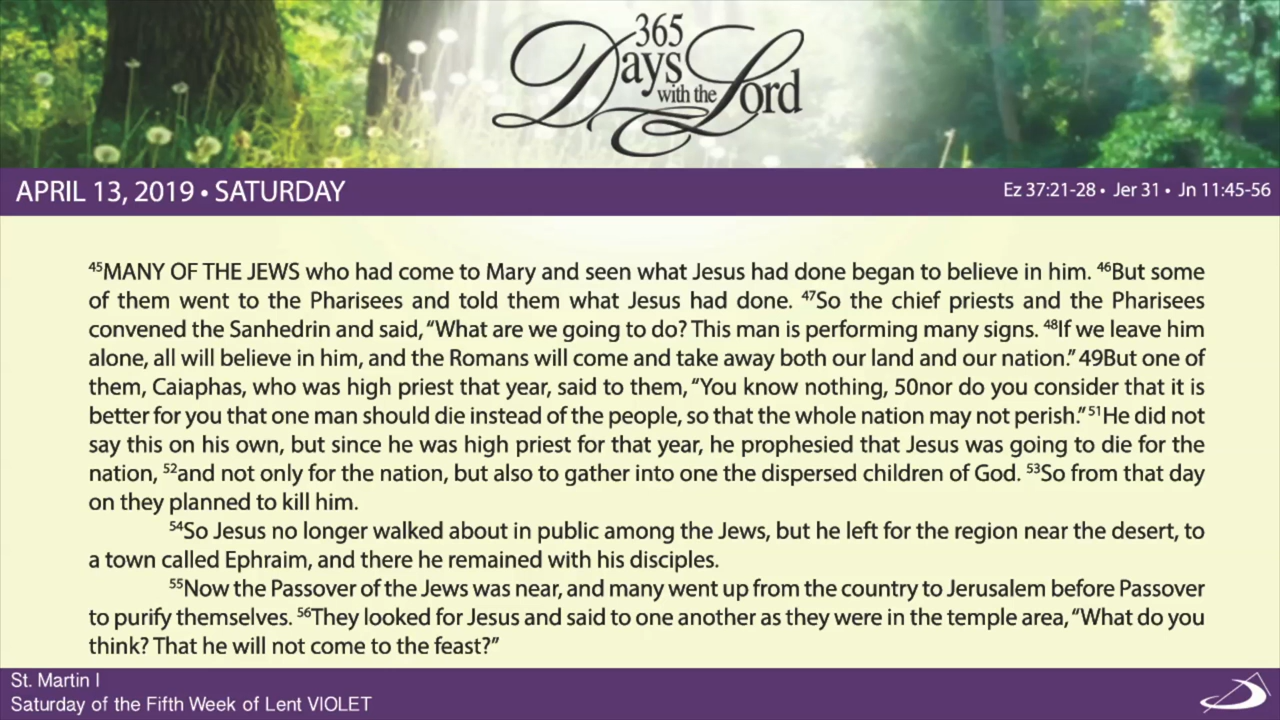 365
Days
with the Lord
APRIL 13, 2019 • SATURDAY
Ez 37:21-28 • Jer 31 • Jn 11:45-56
⁴⁵MANY OF THE JEWS who had come to Mary and seen what Jesus had done began to believe in him. ⁴⁶But some
of them went to the Pharisees and told them what Jesus had done. ⁴⁷So the chief priests and the Pharisees
convened the Sanhedrin and said, “What are we going to do? This man is performing many signs. ⁴⁸If we leave him
alone, all will believe in him, and the Romans will come and take away both our land and our nation.” 49But one of
them, Caiaphas, who was high priest that year, said to them, “You know nothing, 50nor do you consider that it is
better for you that one man should die instead of the people, so that the whole nation may not perish.” ⁵¹He did not
say this on his own, but since he was high priest for that year, he prophesied that Jesus was going to die for the
nation, ⁵²and not only for the nation, but also to gather into one the dispersed children of God. ⁵³So from that day
on they planned to kill him.
⁵⁴So Jesus no longer walked about in public among the Jews, but he left for the region near the desert, to
a town called Ephraim, and there he remained with his disciples.
⁵⁵Now the Passover of the Jews was near, and many went up from the country to Jerusalem before Passover
to purify themselves. ⁵⁶They looked for Jesus and said to one another as they were in the temple area, “What do you
think? That he will not come to the feast?”
St. Martin I
Saturday of the Fifth Week of Lent VIOLET